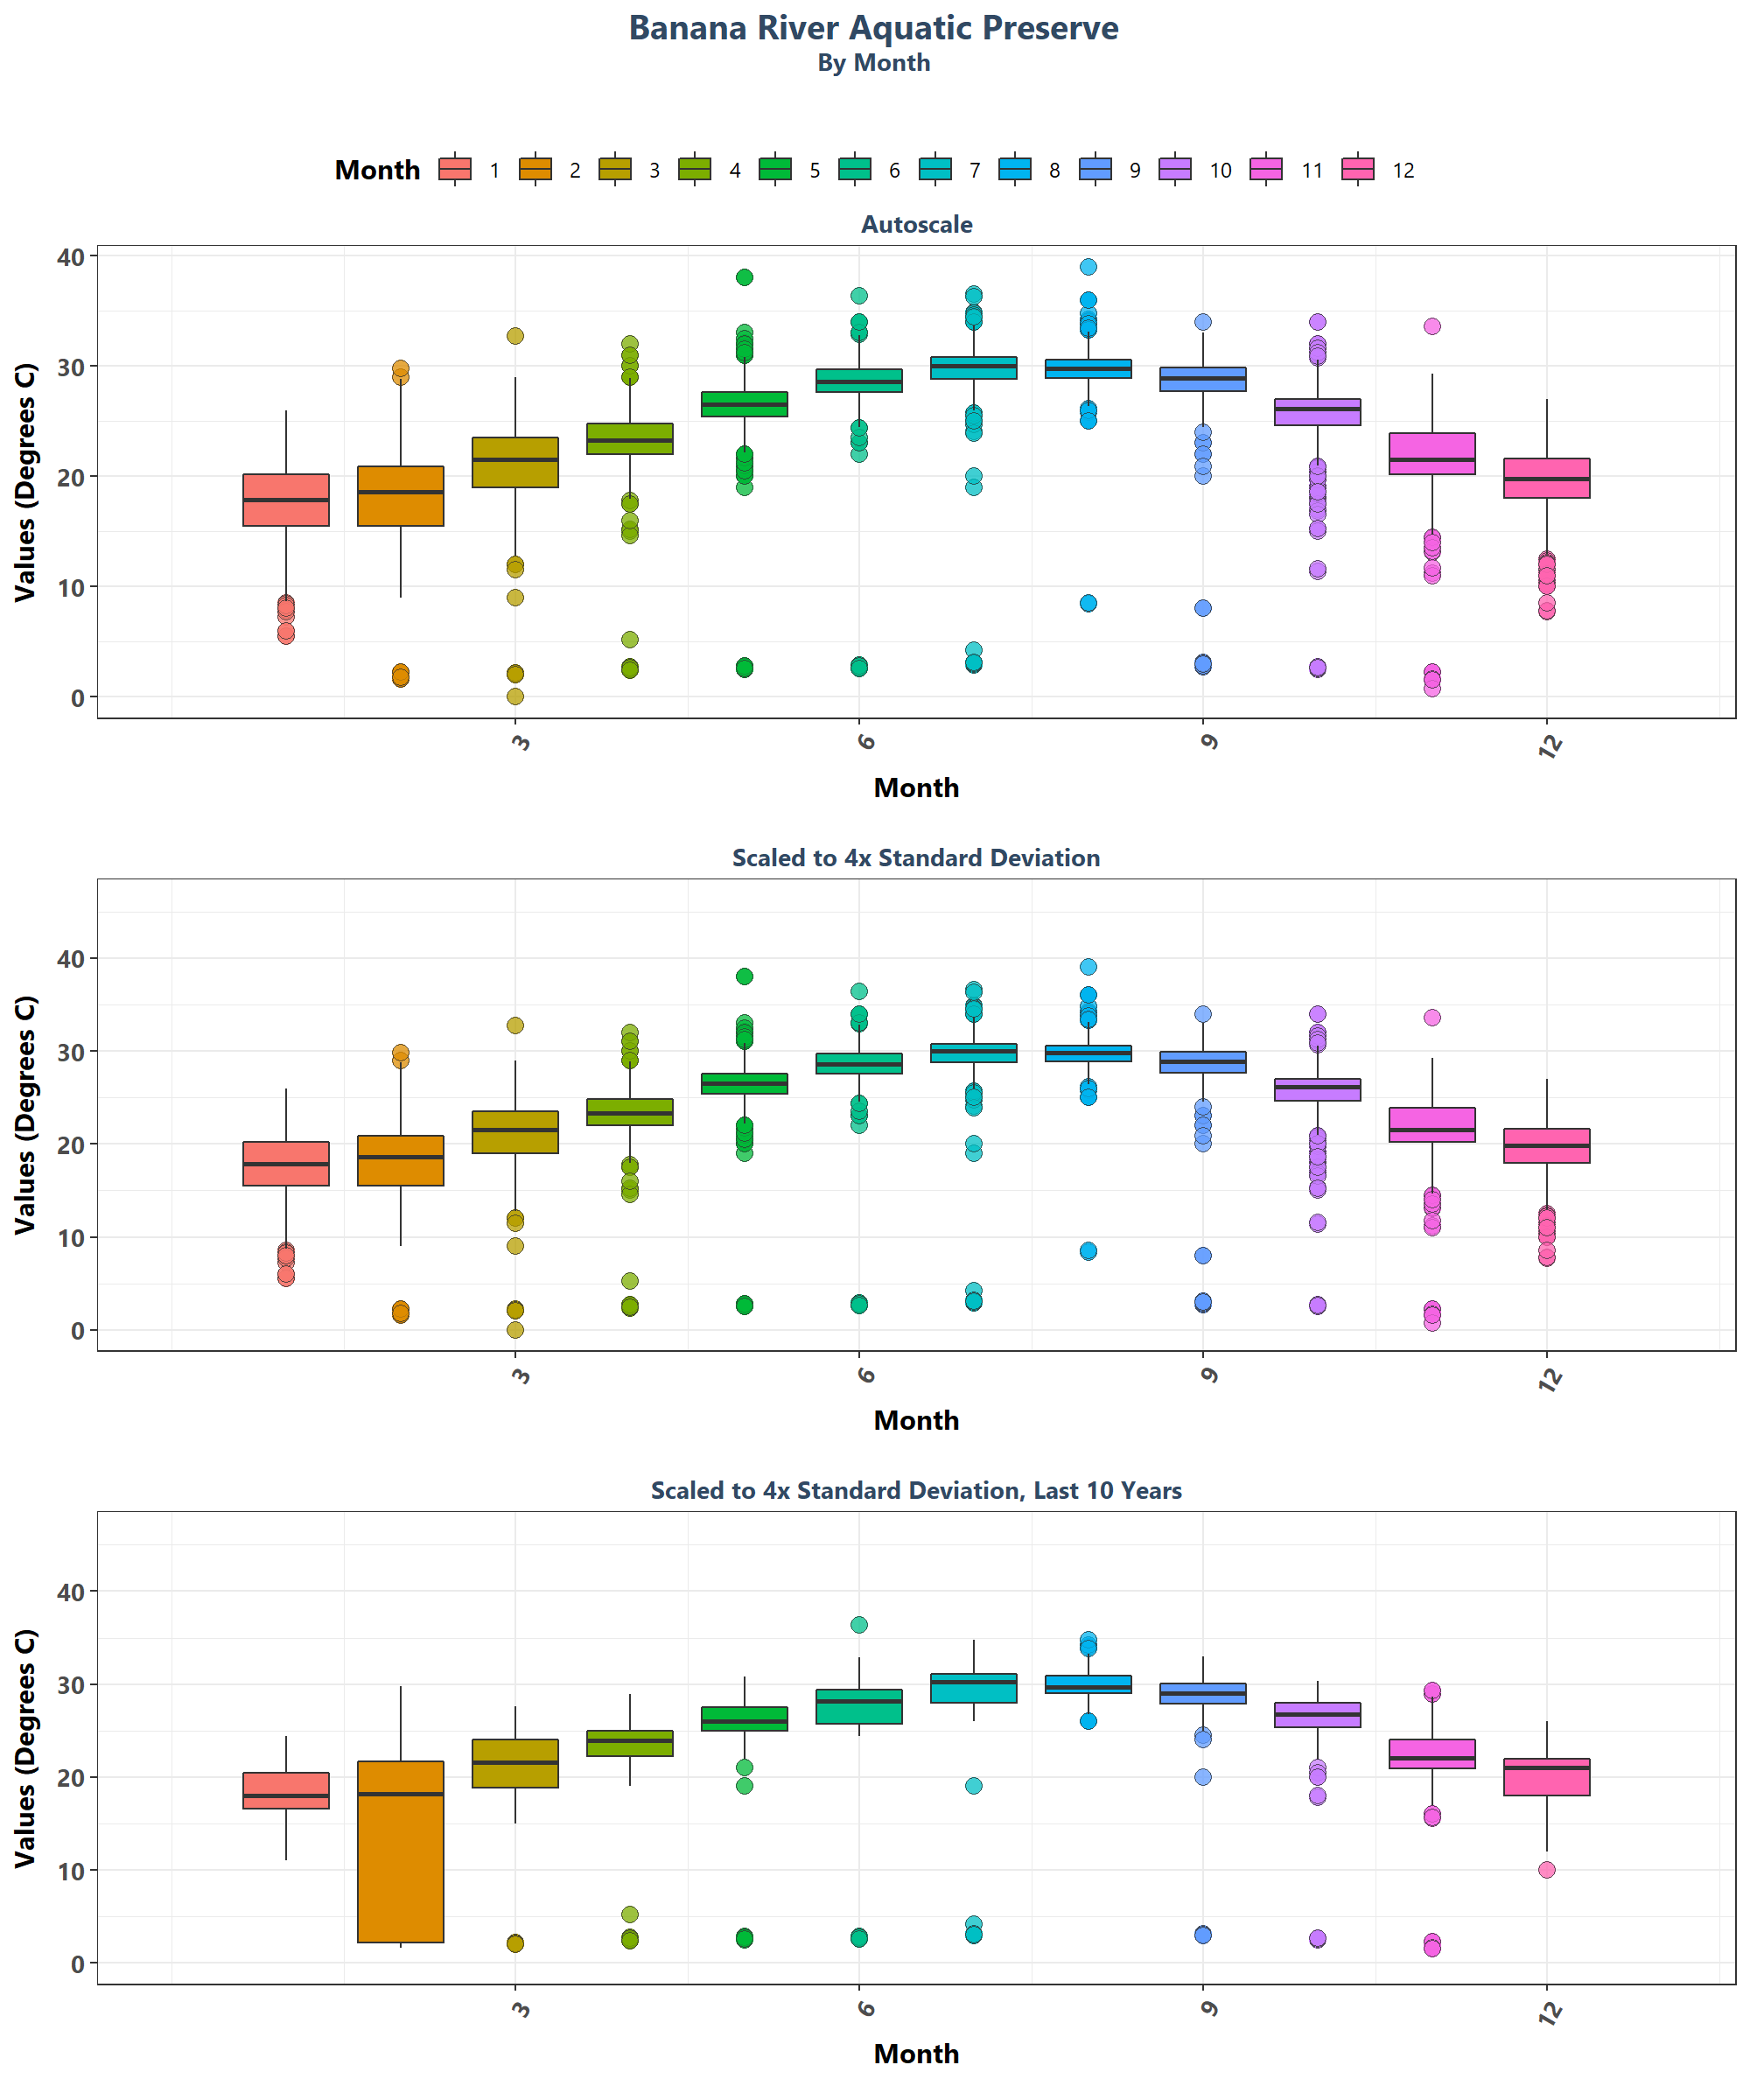 Banana River Aquatic Preserve
By Month
Month 1 2 3 4 5 6 7 8 9 10 11 12
Autoscale
Values (Degrees C)
40
30
20
10
0
3 6 9 12
Month
Scaled to 4x Standard Deviation
Values (Degrees C)
40
30
20
10
0
3 6 9 12
Month
Scaled to 4x Standard Deviation, Last 10 Years
Values (Degrees C)
40
30
20
10
0
3 6 9 12
Month